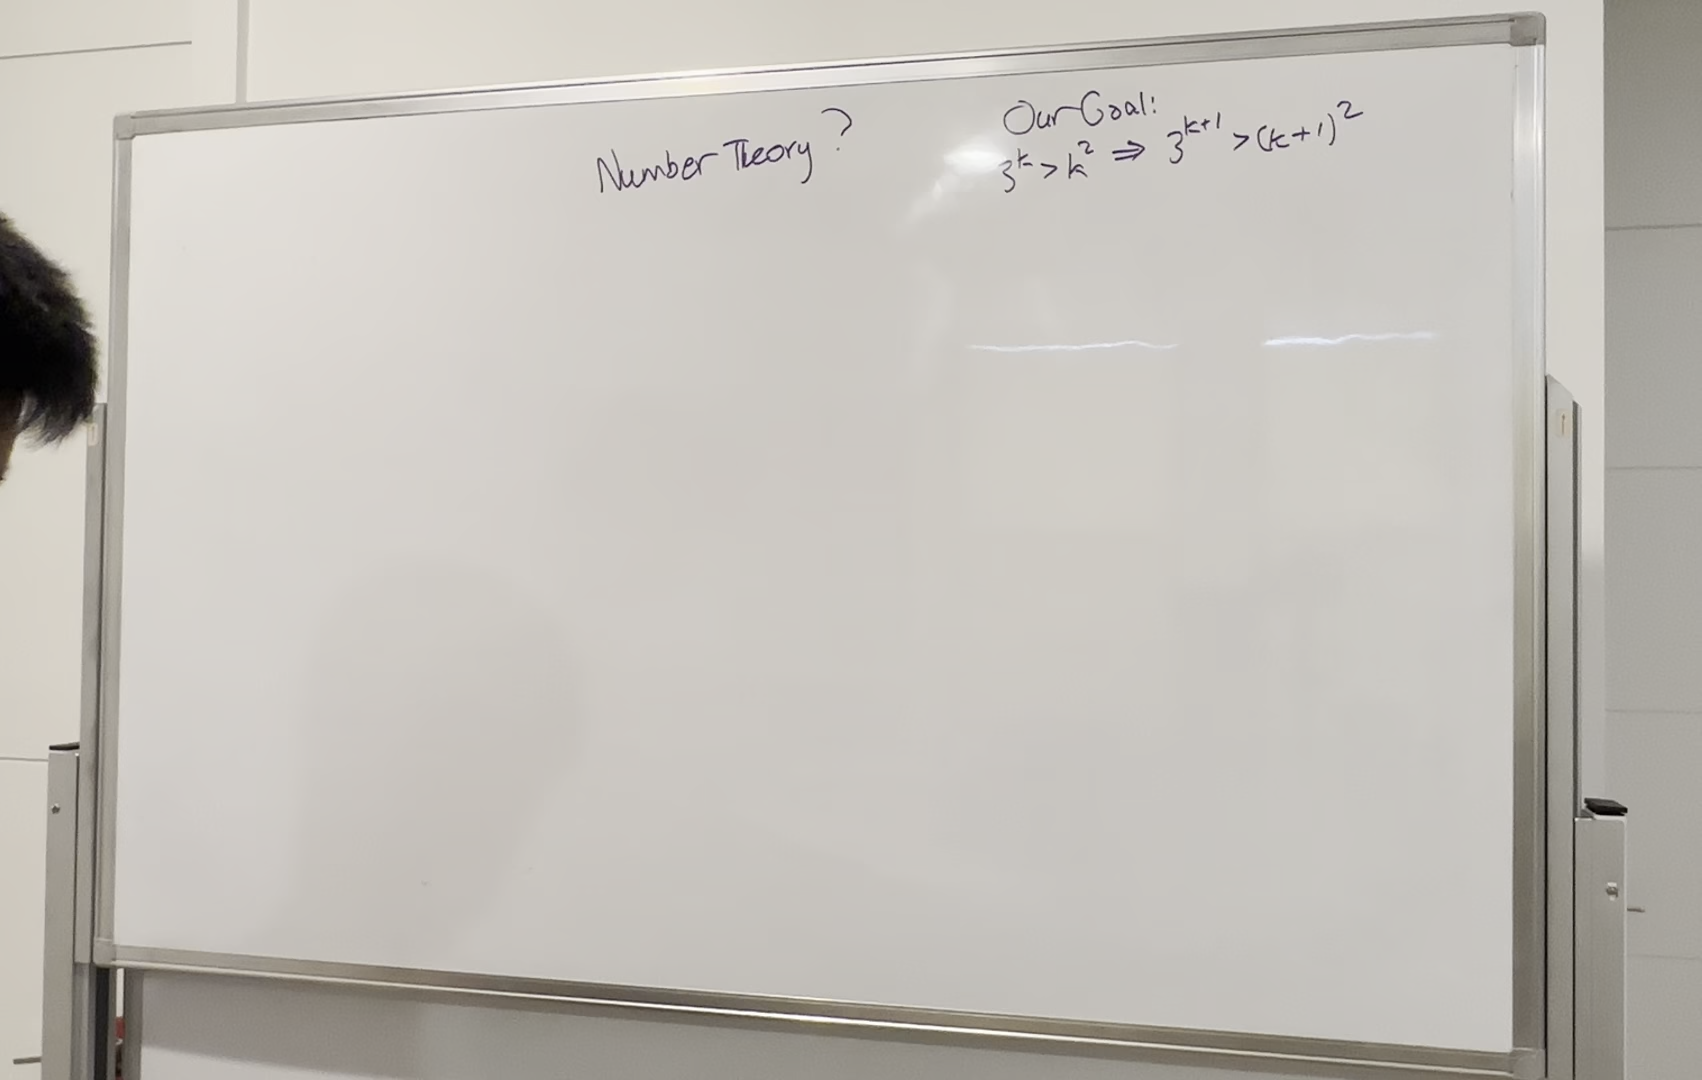 Number Theory?
Our Goal:
3^k > k^2 ⇒ 3^{k+1} > (k+1)^2